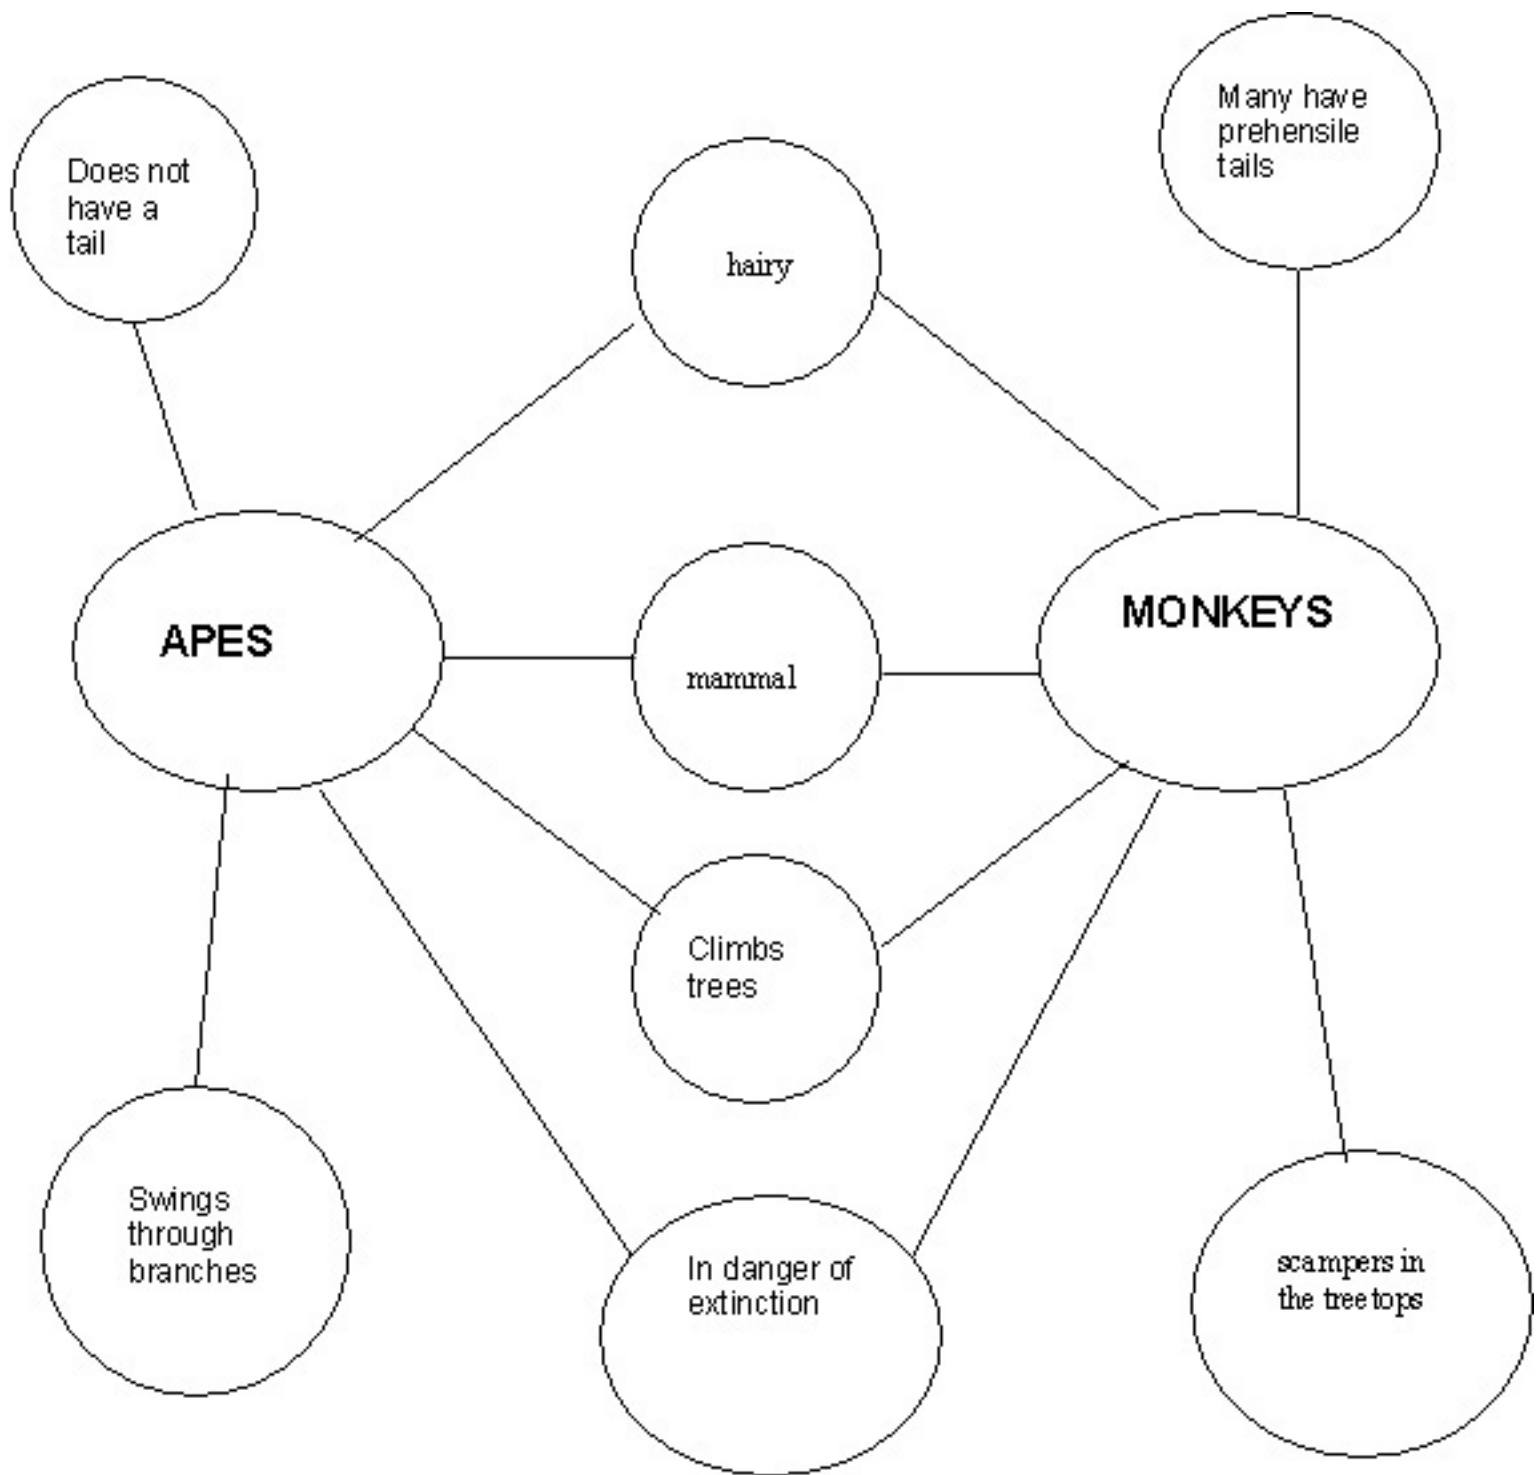 Many have
prehensile
tails
Does not
have a
tail
hairy
APES
MONKEYS
mammal
Climbs
trees
Swings
through
branches
In danger of
extinction
scampers in
the treetops